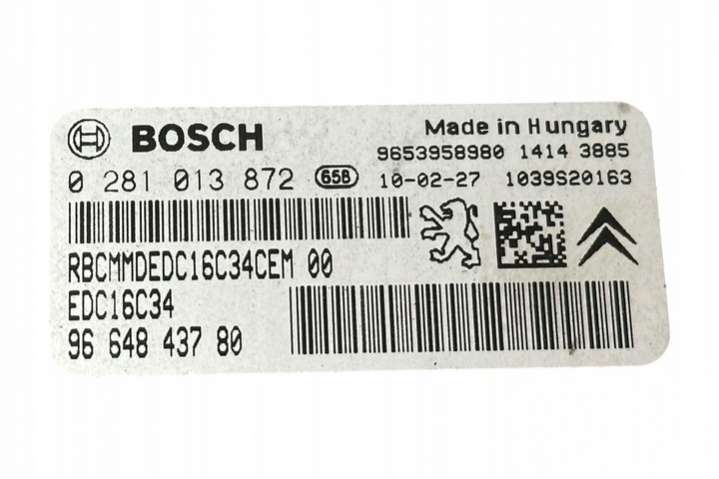 BOSCH Made in Hungary
9653958980 1414 3885
0 281 013 872 658 10-02-27 1039S20163
RBCMMDEDC16C34CEM 00
EDC16C34
96 648 437 80